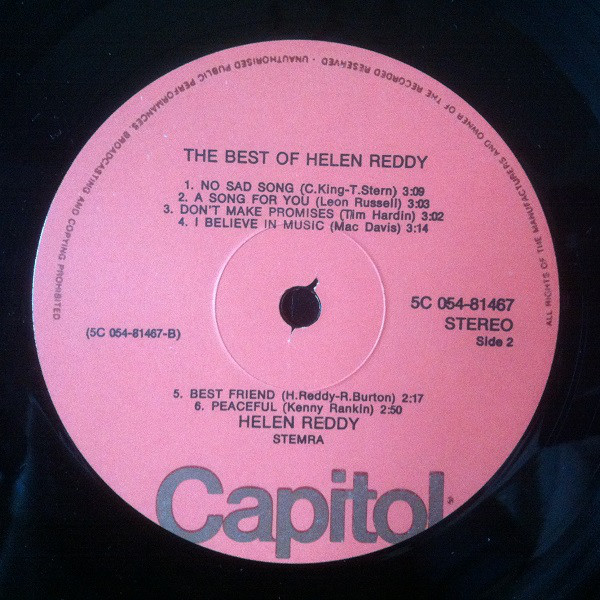 ALL RIGHTS OF THE MANUFACTURERS AND OWNER OF THE RECORDED RESERVED - UNAUTHORISED PUBLIC PERFORMANCES, BROADCASTING AND COPYING PROHIBITED
THE BEST OF HELEN REDDY
1. NO SAD SONG (C.King-T.Stern) 3:09
2. A SONG FOR YOU (Leon Russell) 3:03
3. DON'T MAKE PROMISES (Tim Hardin) 3:02
4. I BELIEVE IN MUSIC (Mac Davis) 3:14
5C 054-81467
STEREO
Side 2
(5C 054-81467-B)
5. BEST FRIEND (H.Reddy-R.Burton) 2:17
6. PEACEFUL (Kenny Rankin) 2:50
HELEN REDDY
STEMRA
Capitol®